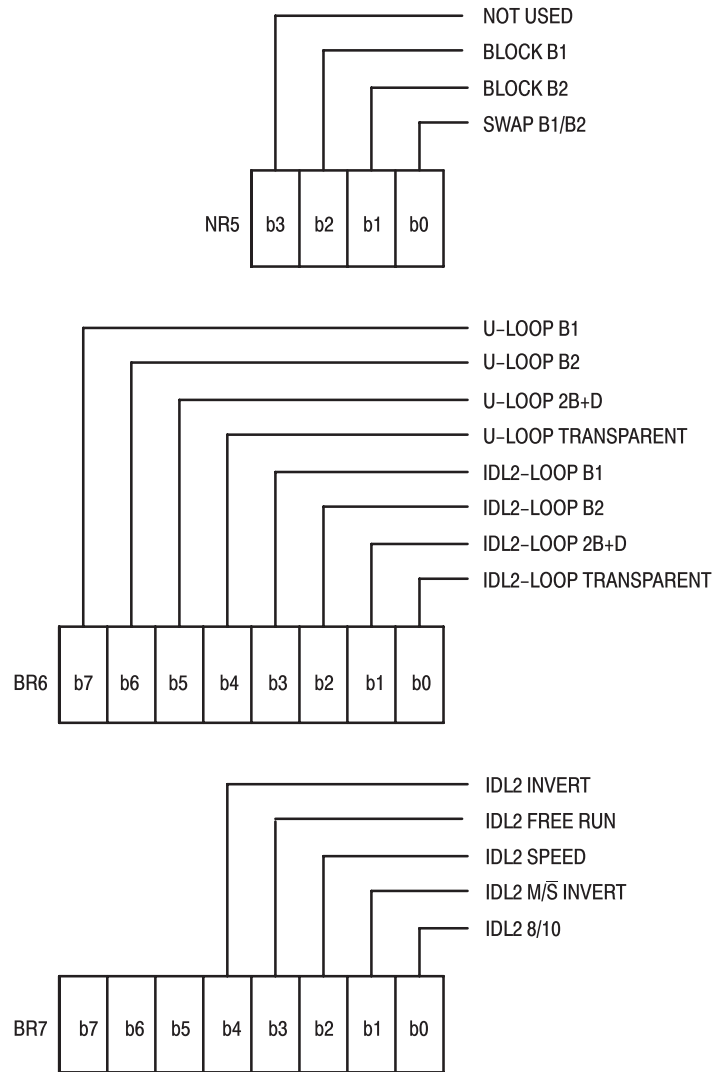 NOT USED
BLOCK B1
BLOCK B2
SWAP B1/B2
NR5 b3 b2 b1 b0
U–LOOP B1
U–LOOP B2
U–LOOP 2B+D
U–LOOP TRANSPARENT
IDL2–LOOP B1
IDL2–LOOP B2
IDL2–LOOP 2B+D
IDL2–LOOP TRANSPARENT
BR6 b7 b6 b5 b4 b3 b2 b1 b0
IDL2 INVERT
IDL2 FREE RUN
IDL2 SPEED
IDL2 M/S̅ INVERT
IDL2 8/10
BR7 b7 b6 b5 b4 b3 b2 b1 b0